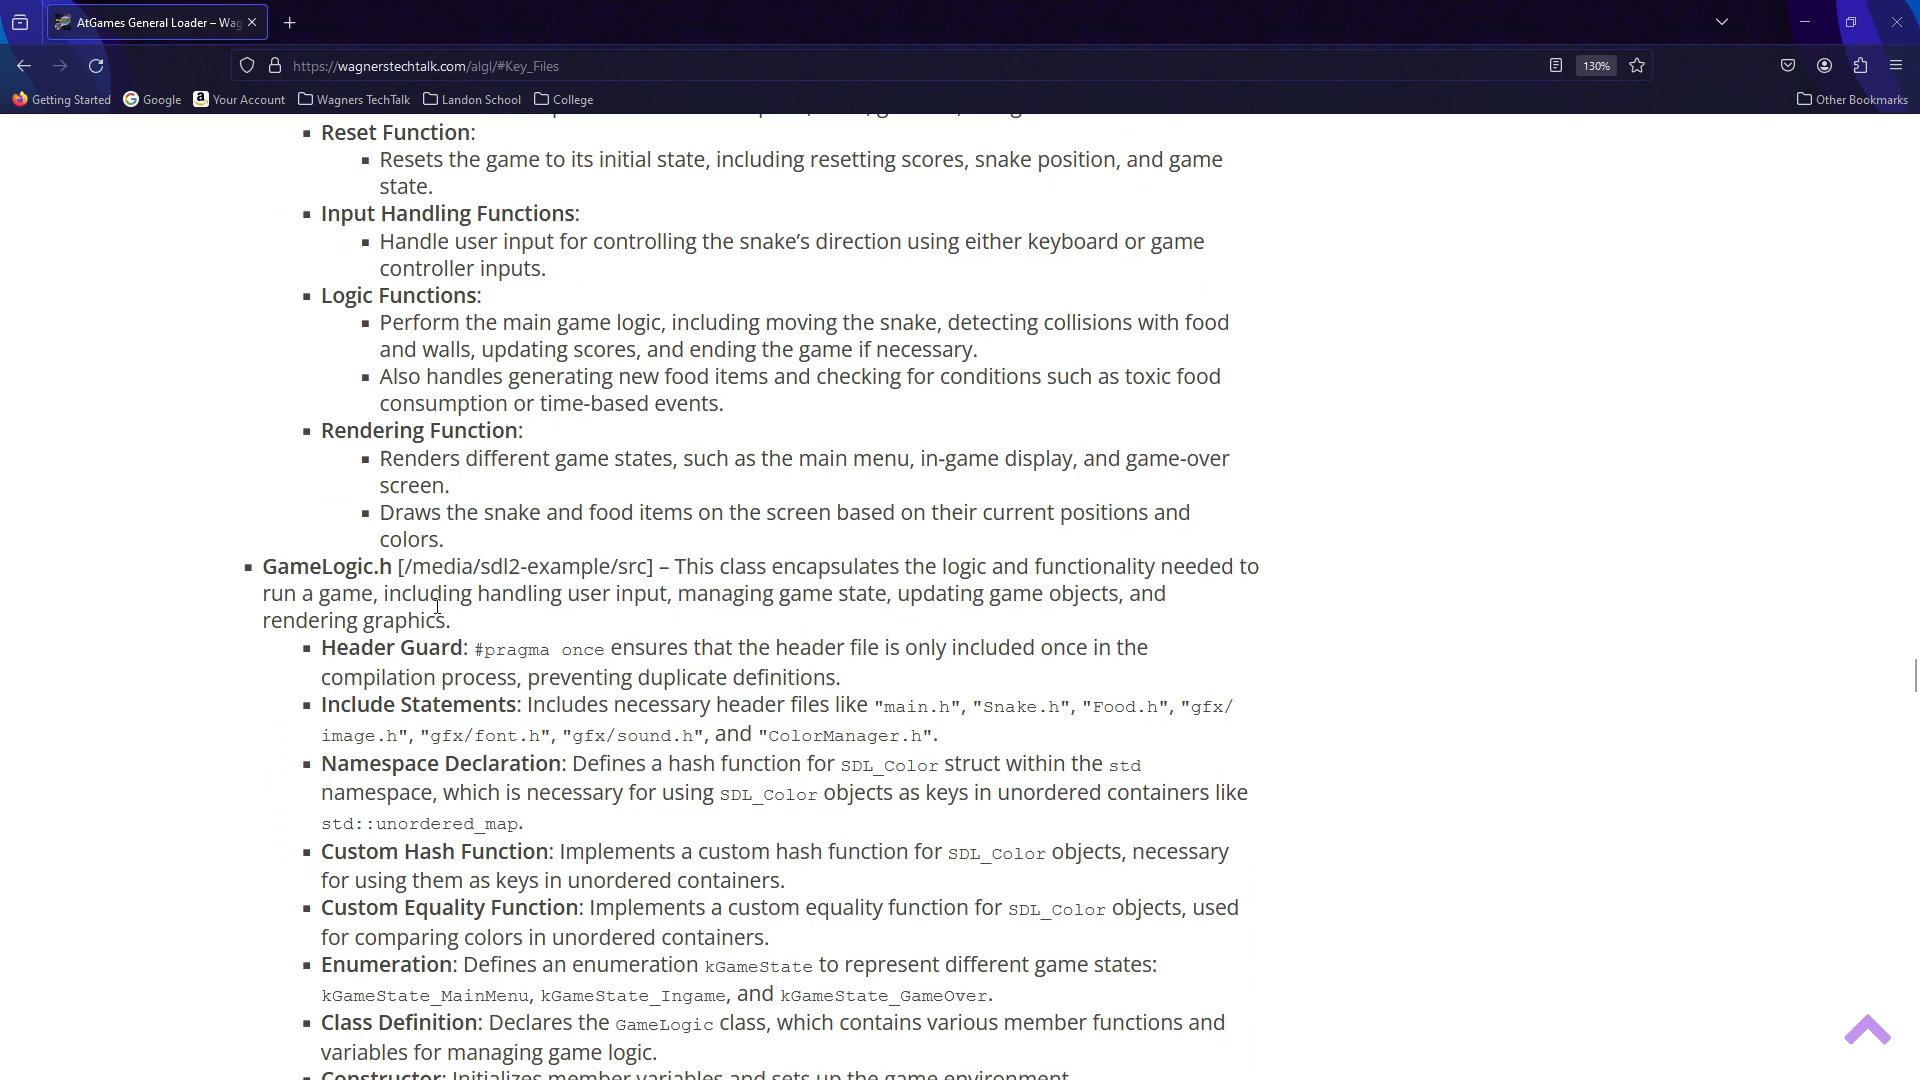 AtGames General Loader – Wag
https://wagnerstechtalk.com/algl/#Key_Files
130%
Getting Started
Google
Your Account
Wagners TechTalk
Landon School
College
Other Bookmarks
Reset Function:
Resets the game to its initial state, including resetting scores, snake position, and game
state.
Input Handling Functions:
Handle user input for controlling the snake’s direction using either keyboard or game
controller inputs.
Logic Functions:
Perform the main game logic, including moving the snake, detecting collisions with food
and walls, updating scores, and ending the game if necessary.
Also handles generating new food items and checking for conditions such as toxic food
consumption or time-based events.
Rendering Function:
Renders different game states, such as the main menu, in-game display, and game-over
screen.
Draws the snake and food items on the screen based on their current positions and
colors.
GameLogic.h [/media/sdl2-example/src] – This class encapsulates the logic and functionality needed to
run a game, including handling user input, managing game state, updating game objects, and
rendering graphics.
Header Guard: #pragma once ensures that the header file is only included once in the
compilation process, preventing duplicate definitions.
Include Statements: Includes necessary header files like "main.h", "Snake.h", "Food.h", "gfx/
image.h", "gfx/font.h", "gfx/sound.h", and "ColorManager.h".
Namespace Declaration: Defines a hash function for SDL_Color struct within the std
namespace, which is necessary for using SDL_Color objects as keys in unordered containers like
std::unordered_map.
Custom Hash Function: Implements a custom hash function for SDL_Color objects, necessary
for using them as keys in unordered containers.
Custom Equality Function: Implements a custom equality function for SDL_Color objects, used
for comparing colors in unordered containers.
Enumeration: Defines an enumeration kGameState to represent different game states:
kGameState_MainMenu, kGameState_Ingame, and kGameState_GameOver.
Class Definition: Declares the GameLogic class, which contains various member functions and
variables for managing game logic.
Constructor: Initializes member variables and sets up the game environment.